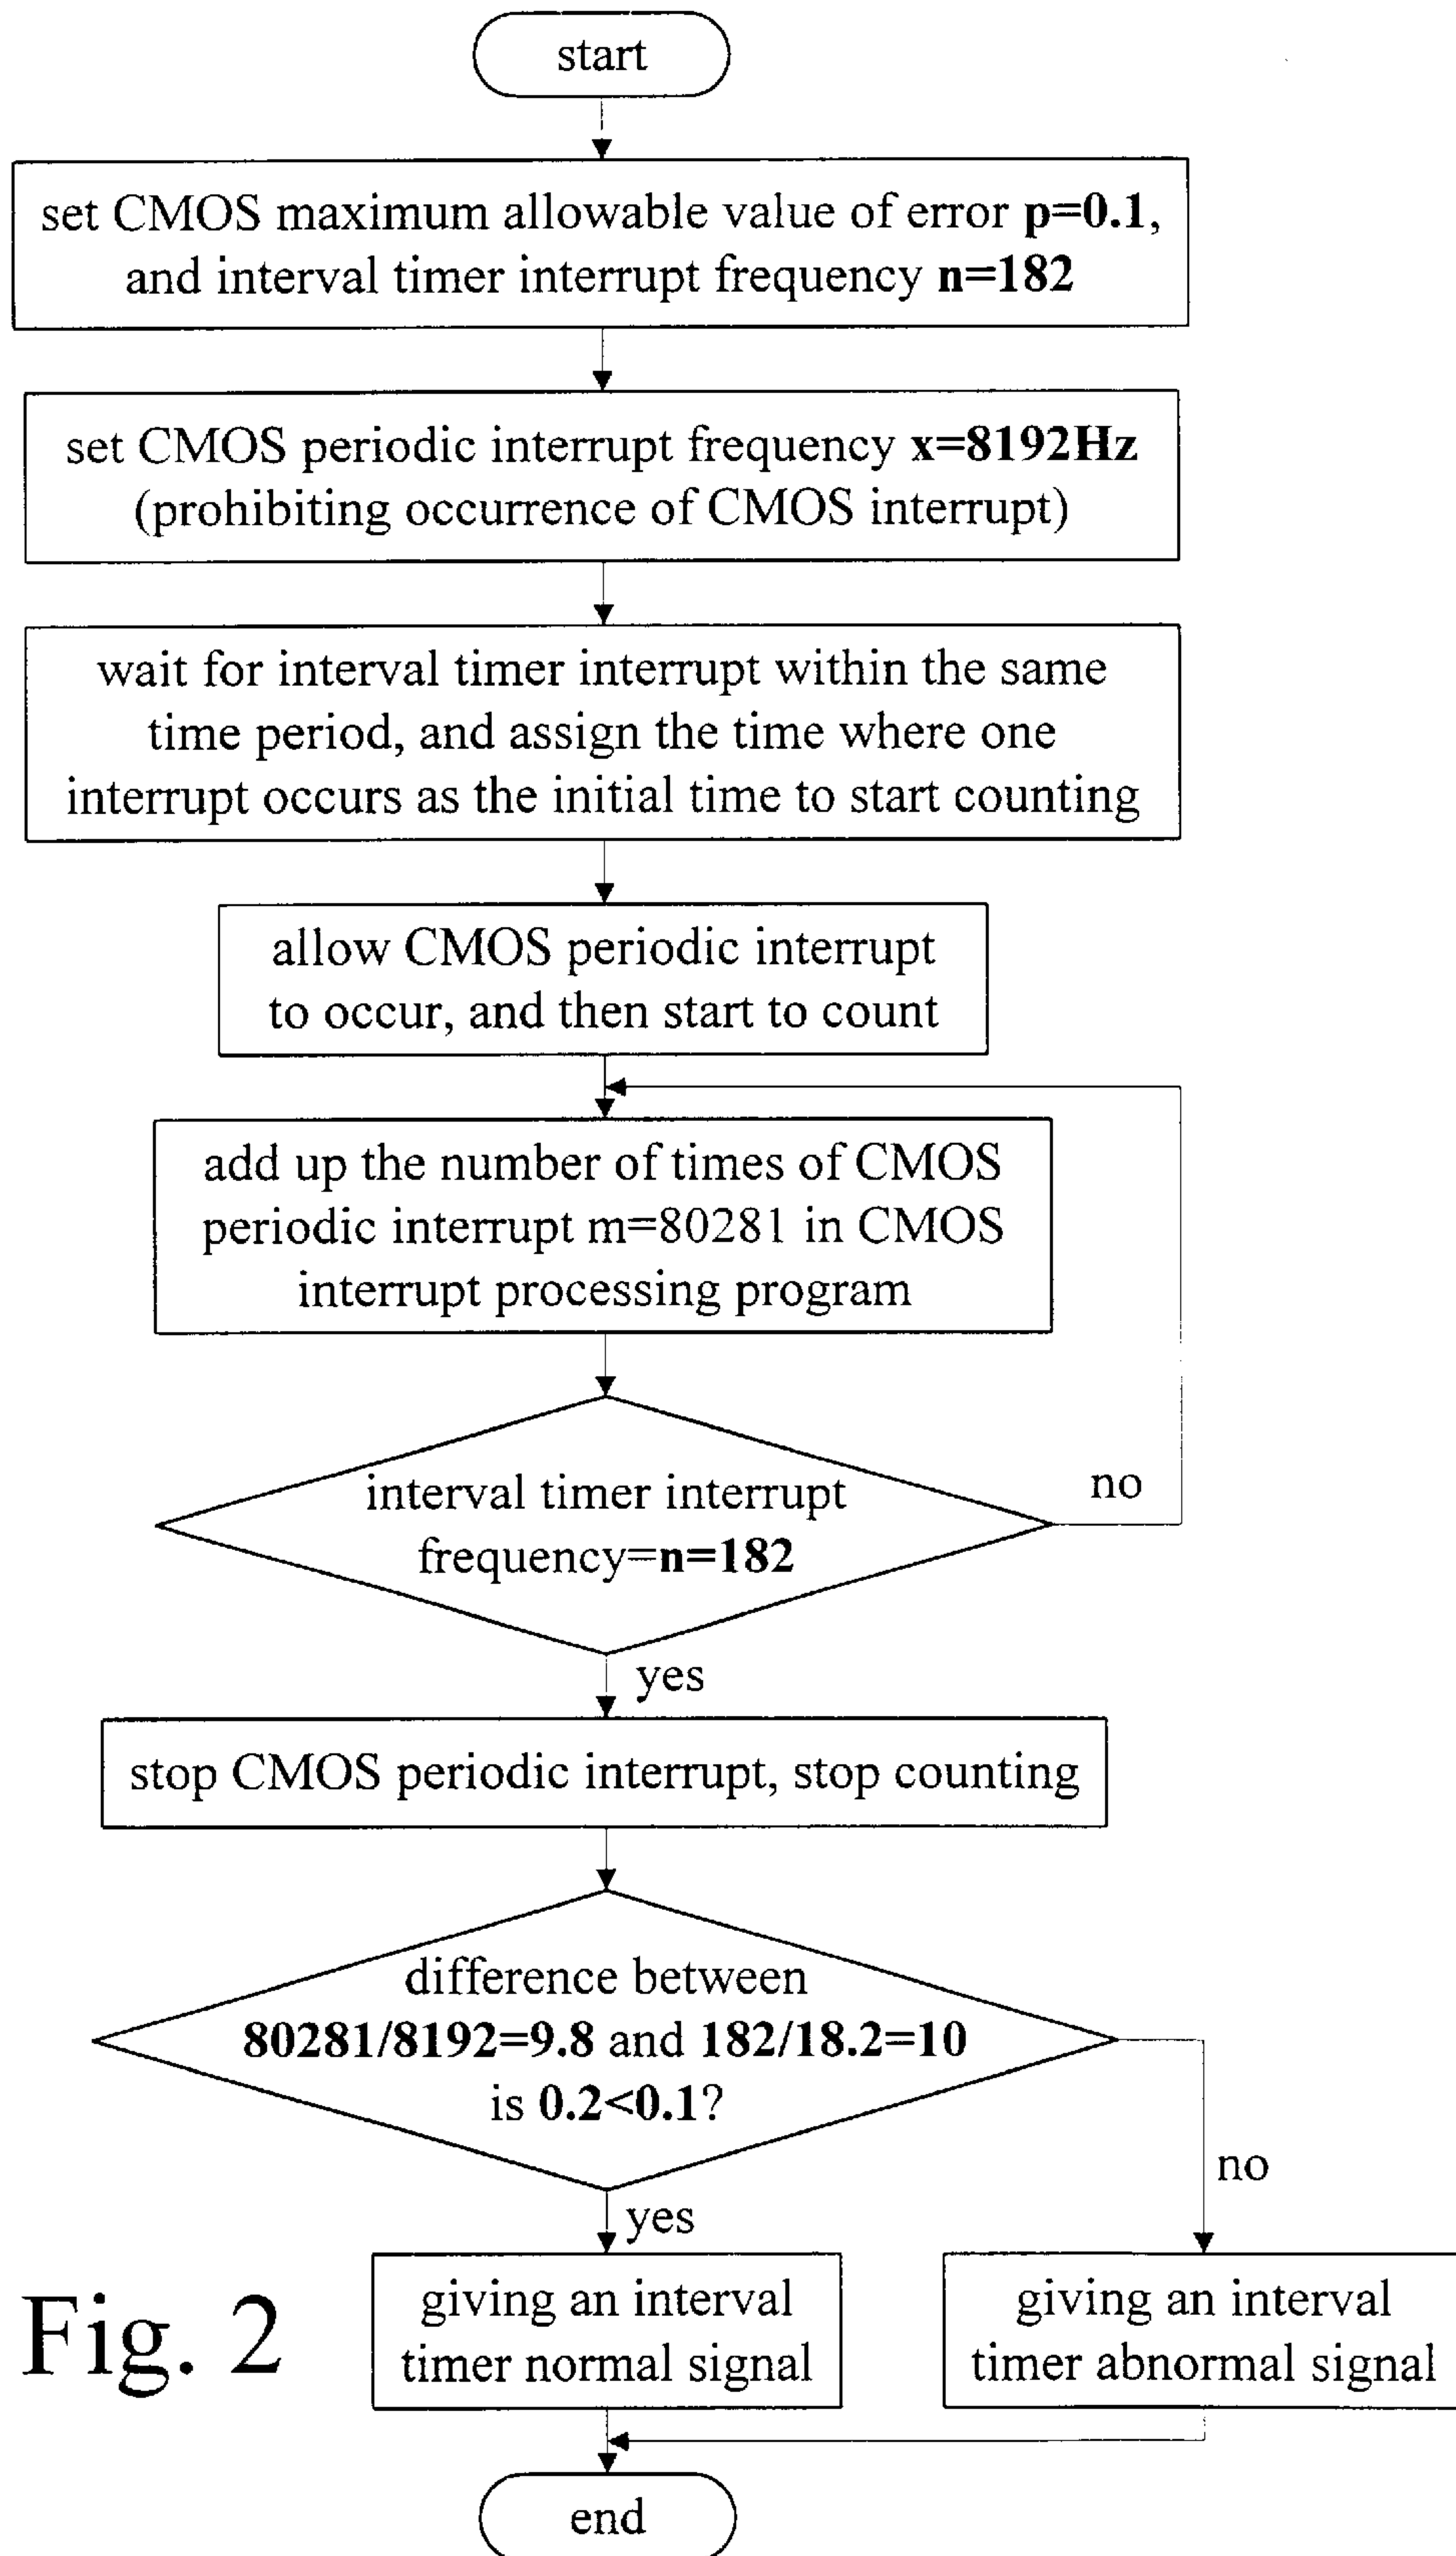 start
set CMOS maximum allowable value of error p=0.1,
and interval timer interrupt frequency n=182
set CMOS periodic interrupt frequency x=8192Hz
(prohibiting occurrence of CMOS interrupt)
wait for interval timer interrupt within the same
time period, and assign the time where one
interrupt occurs as the initial time to start counting
allow CMOS periodic interrupt
to occur, and then start to count
add up the number of times of CMOS
periodic interrupt m=80281 in CMOS
interrupt processing program
interval timer interrupt
frequency=n=182
no
yes
stop CMOS periodic interrupt, stop counting
difference between
80281/8192=9.8 and 182/18.2=10
is 0.2<0.1?
no
yes
giving an interval
timer normal signal
giving an interval
timer abnormal signal
Fig. 2
end